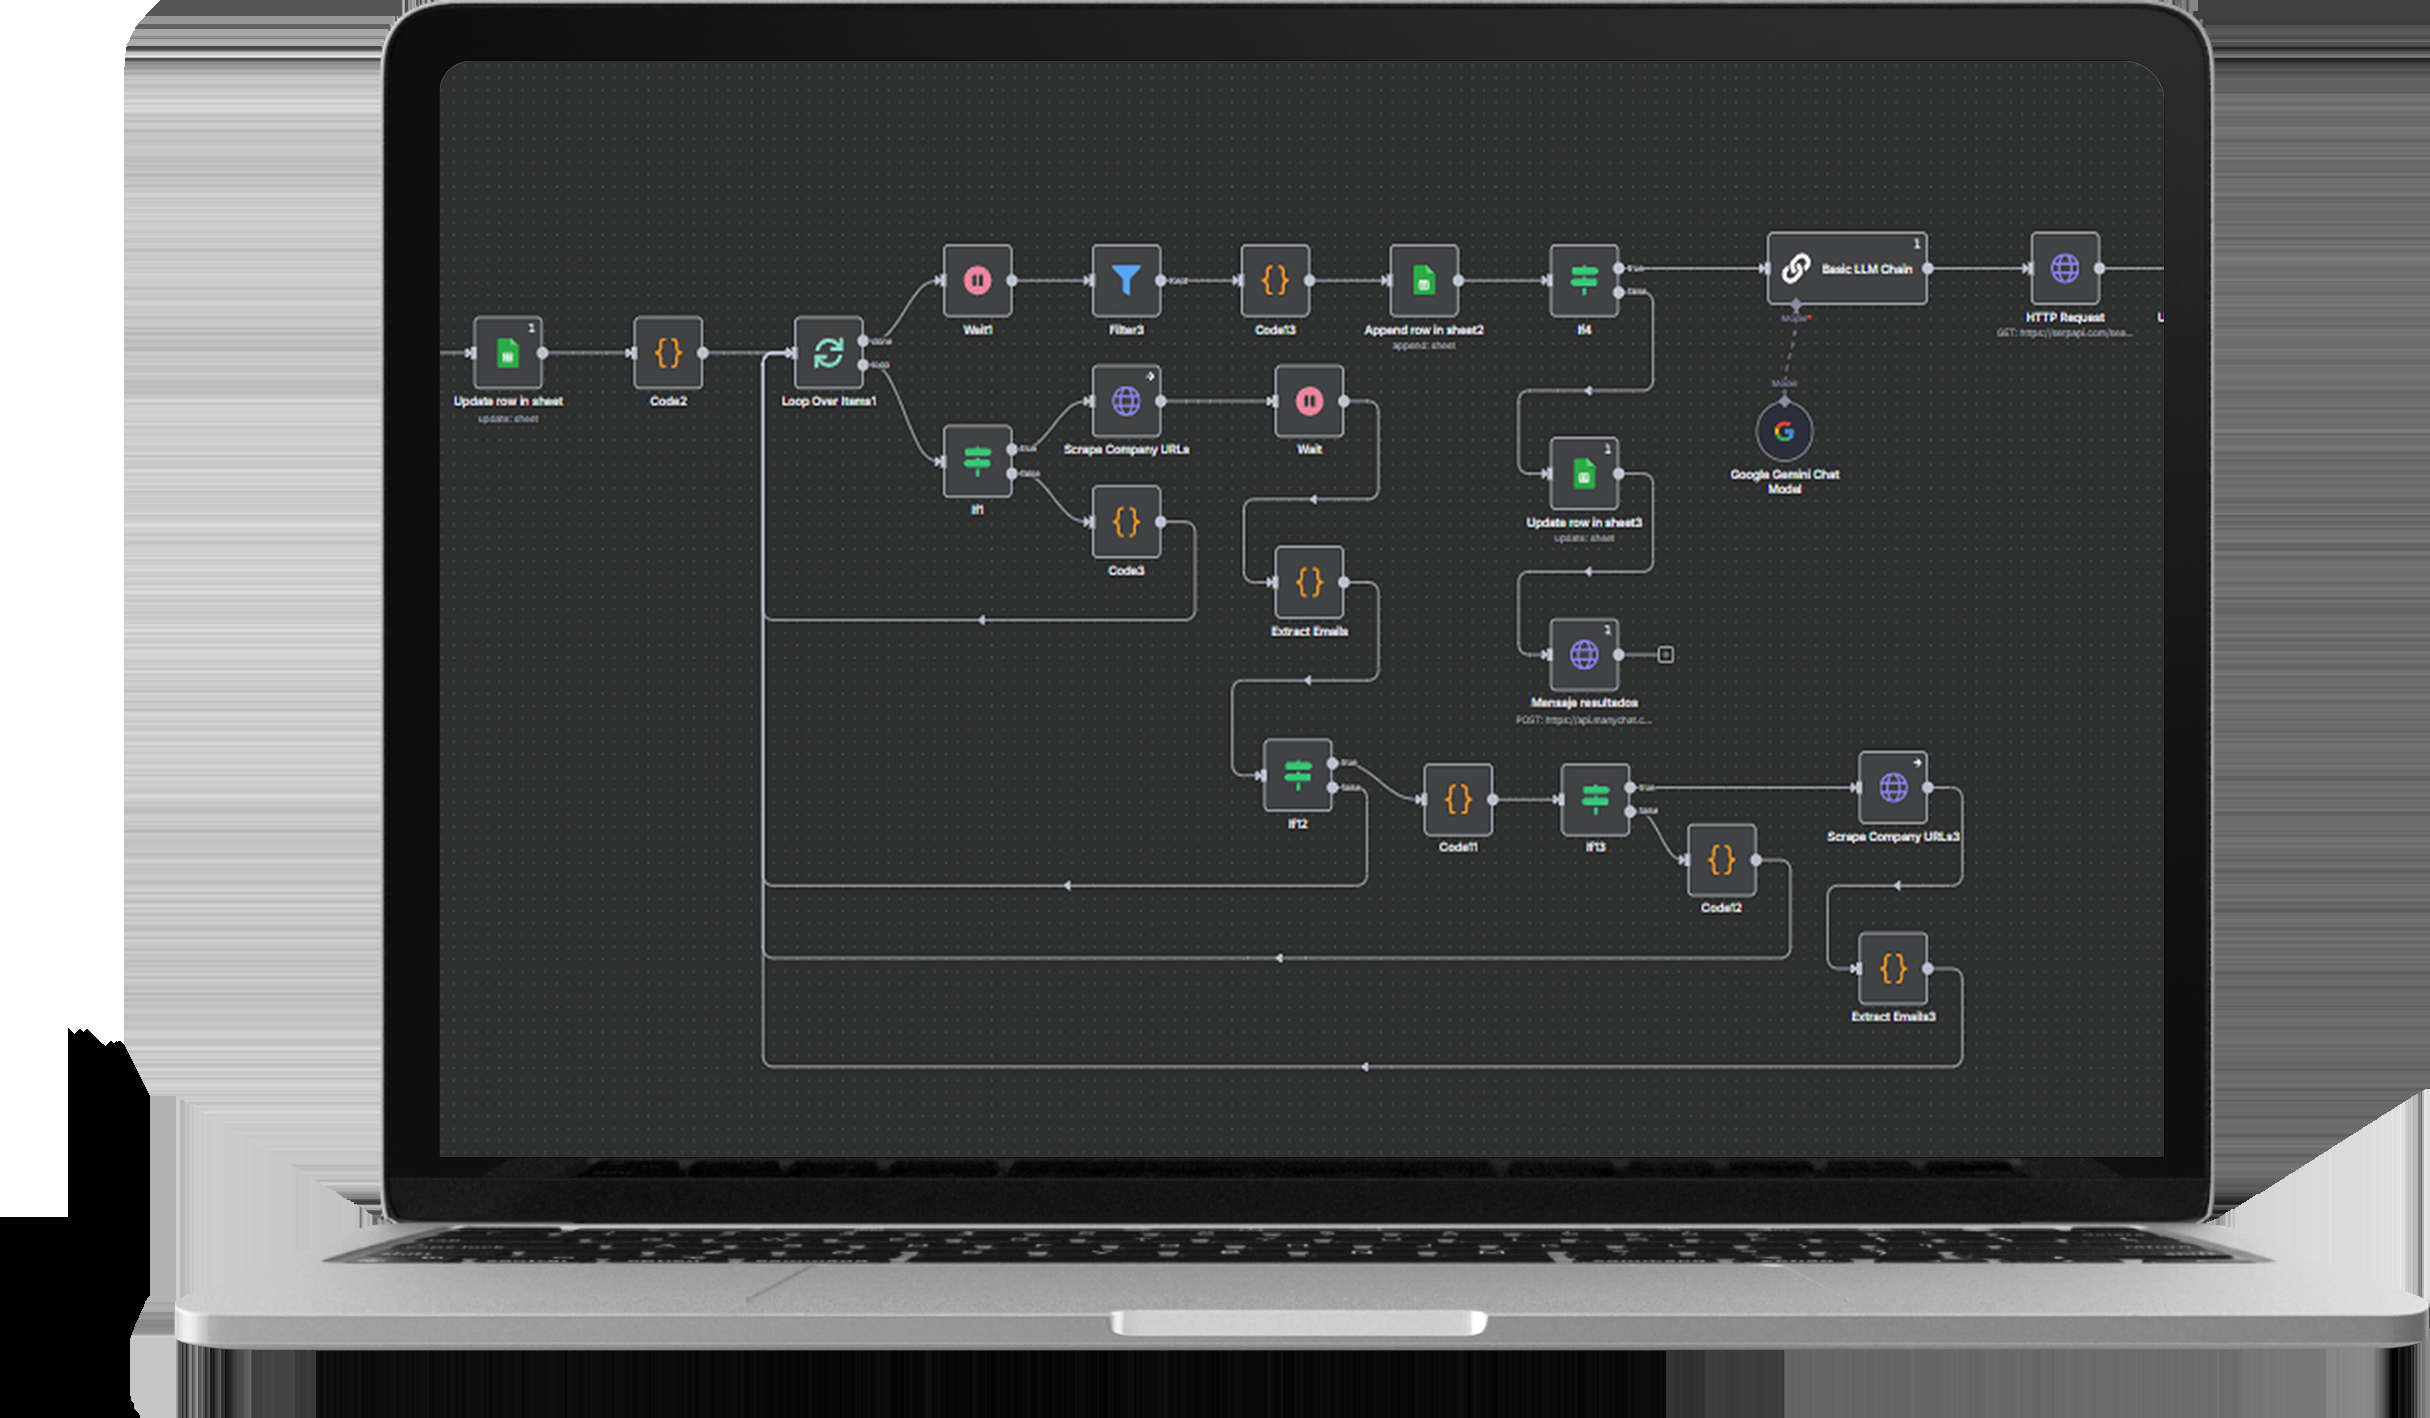 1
Update row in sheet
update: sheet
Code2
Loop Over Items1
done
loop
Wait1
Filter3
Kept
Code13
Append row in sheet2
append: sheet
If4
true
false
1
Basic LLM Chain
Model*
Model
Google Gemini Chat
Model
HTTP Request
GET: https://serpapi.com/sea...
If1
true
false
Scrape Company URLs
Wait
Code3
Extract Emails
1
Update row in sheet3
update: sheet
1
Mensaje resultados
POST: https://api.manychat.c...
If12
true
false
Code11
If13
true
false
Code12
Scrape Company URLs3
Extract Emails3